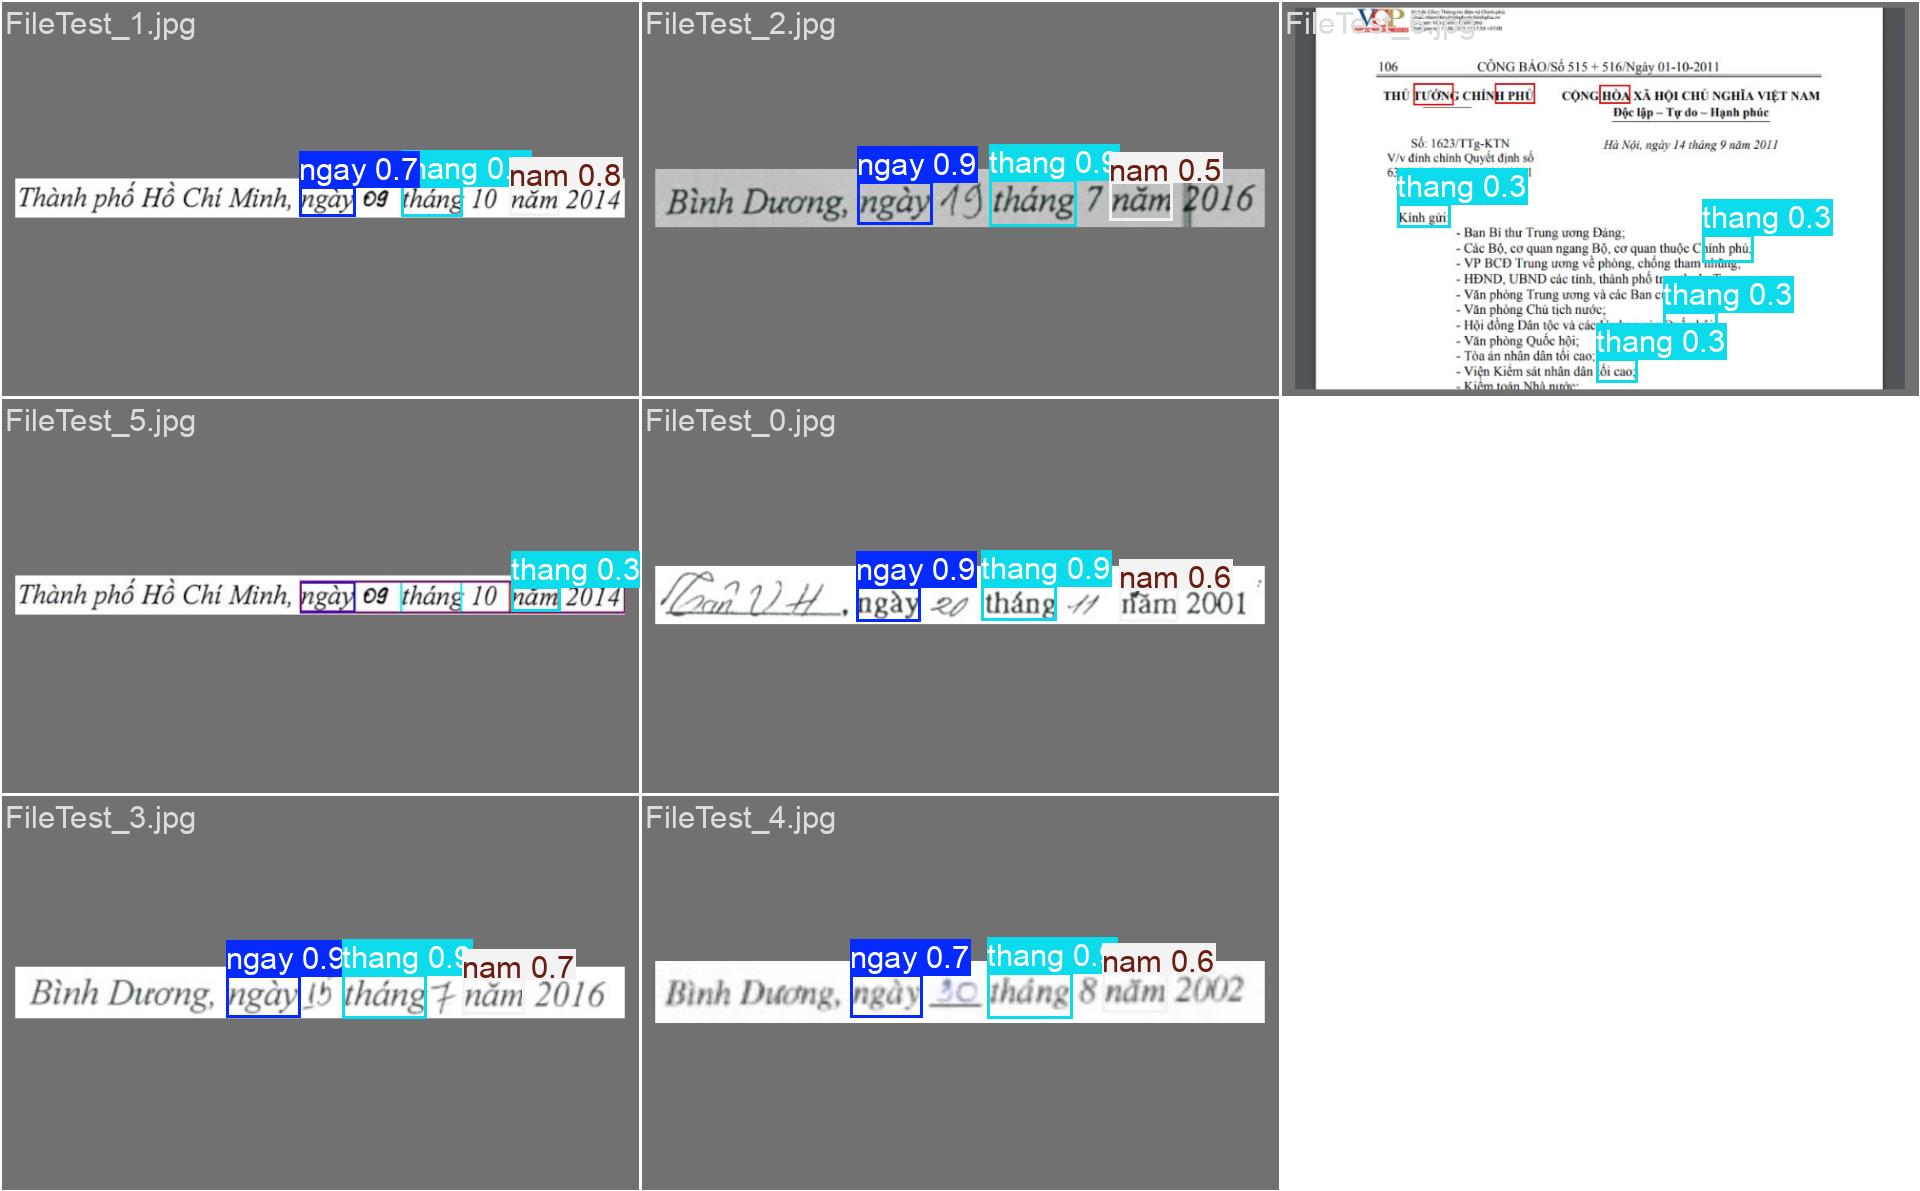 FileTest_1.jpg
ngay 0.7 thang 0. nam 0.8
Thành phố Hồ Chí Minh, ngày 09 tháng 10 năm 2014
FileTest_2.jpg
ngay 0.9 thang 0.9 nam 0.5
Bình Dương, ngày 19 tháng 7 năm 2016
VGP
106 CÔNG BÁO/Số 515 + 516/Ngày 01-10-2011
THỦ TƯỚNG CHÍNH PHỦ CỘNG HÒA XÃ HỘI CHỦ NGHĨA VIỆT NAM
Độc lập – Tự do – Hạnh phúc
Số: 1623/TTg-KTN Hà Nội, ngày 14 tháng 9 năm 2011
V/v đính chính Quyết định số
thang 0.3
Kính gửi:
thang 0.3
- Ban Bí thư Trung ương Đảng;
- Các Bộ, cơ quan ngang Bộ, cơ quan thuộc Chính phủ;
- VP BCĐ Trung ương về phòng, chống tham nhũng;
- HĐND, UBND các tỉnh, thành phố
thang 0.3
- Văn phòng Trung ương và các Ban
- Văn phòng Chủ tịch nước;
- Hội đồng Dân tộc và các
thang 0.3
- Văn phòng Quốc hội;
- Tòa án nhân dân tối cao;
- Viện Kiểm sát nhân dân tối cao;
- Kiểm toán Nhà nước;
FileTest_5.jpg
thang 0.3
Thành phố Hồ Chí Minh, ngày 09 tháng 10 năm 2014
FileTest_0.jpg
ngay 0.9 thang 0.9 nam 0.6
, ngày 20 tháng 11 năm 2001
FileTest_3.jpg
ngay 0.9 thang 0.9 nam 0.7
Bình Dương, ngày 15 tháng 7 năm 2016
FileTest_4.jpg
ngay 0.7 thang 0. nam 0.6
Bình Dương, ngày 30 tháng 8 năm 2002